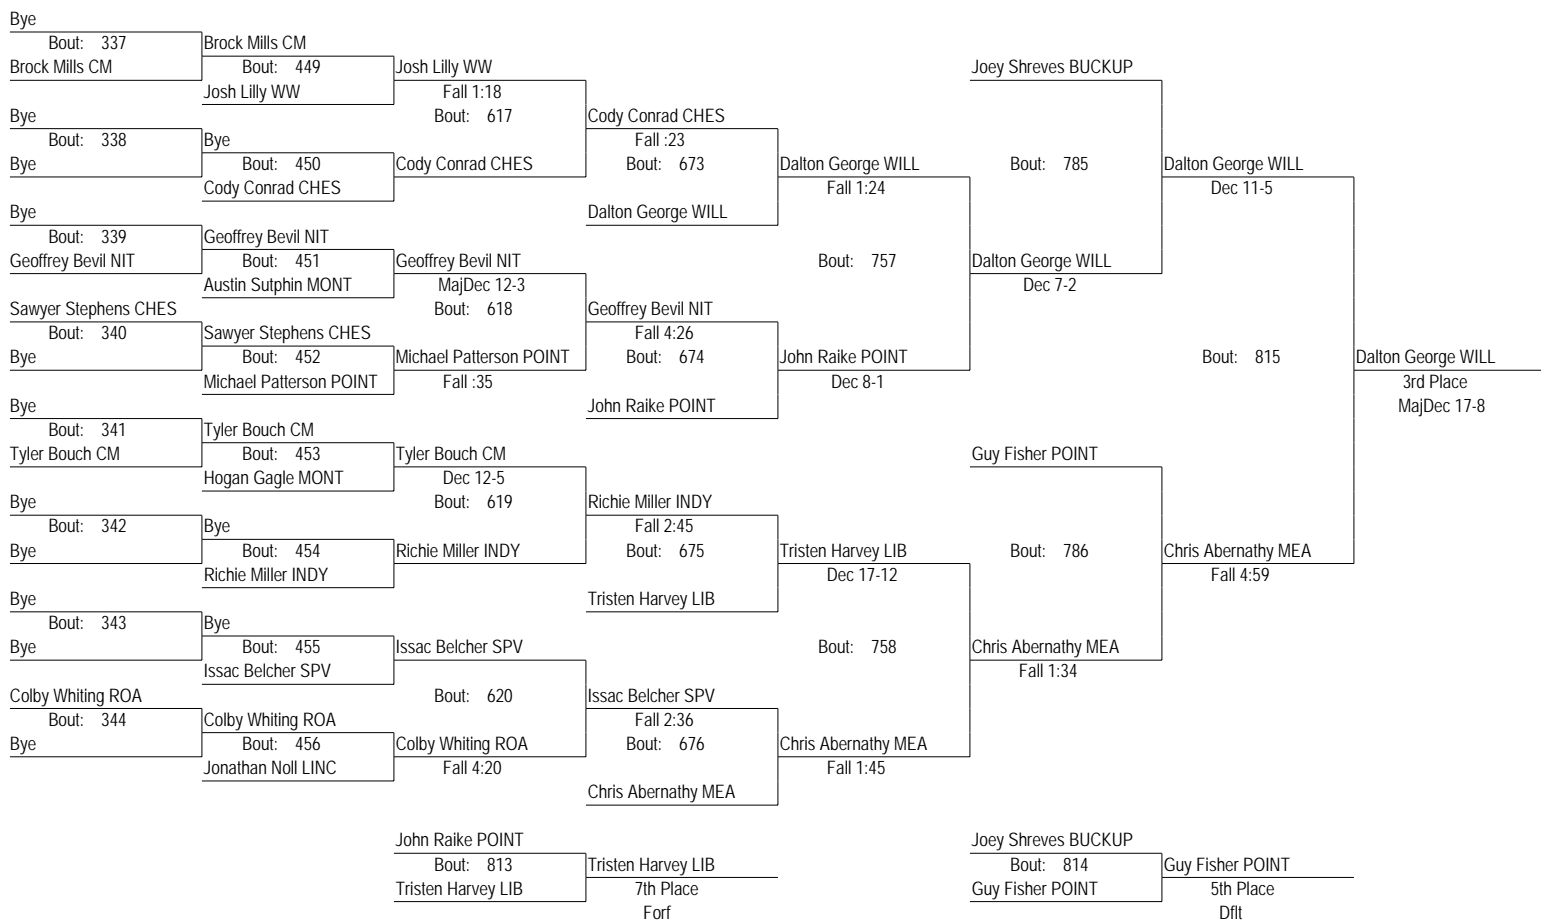 Bye
Bout: 337 Brock Mills CM
Brock Mills CM Bout: 449 Josh Lilly WW Joey Shreves BUCKUP
Josh Lilly WW Fall 1:18
Bye Bout: 617 Cody Conrad CHES
Bout: 338 Bye Fall :23
Bye Bout: 450 Cody Conrad CHES Bout: 673 Dalton George WILL Bout: 785 Dalton George WILL
Cody Conrad CHES Fall 1:24 Dec 11-5
Bye Dalton George WILL
Bout: 339 Geoffrey Bevil NIT
Geoffrey Bevil NIT Bout: 451 Geoffrey Bevil NIT Bout: 757 Dalton George WILL
Austin Sutphin MONT MajDec 12-3 Dec 7-2
Sawyer Stephens CHES Bout: 618 Geoffrey Bevil NIT
Bout: 340 Sawyer Stephens CHES Fall 4:26
Bye Bout: 452 Michael Patterson POINT Bout: 674 John Raike POINT Bout: 815 Dalton George WILL
Michael Patterson POINT Fall :35 Dec 8-1 3rd Place
Bye John Raike POINT MajDec 17-8
Bout: 341 Tyler Bouch CM
Tyler Bouch CM Bout: 453 Tyler Bouch CM Guy Fisher POINT
Hogan Gagle MONT Dec 12-5
Bye Bout: 619 Richie Miller INDY
Bout: 342 Bye Fall 2:45
Bye Bout: 454 Richie Miller INDY Bout: 675 Tristen Harvey LIB Bout: 786 Chris Abernathy MEA
Richie Miller INDY Dec 17-12 Fall 4:59
Bye Tristen Harvey LIB
Bout: 343 Bye
Bye Bout: 455 Issac Belcher SPV Bout: 758 Chris Abernathy MEA
Issac Belcher SPV Fall 1:34
Colby Whiting ROA Bout: 620 Issac Belcher SPV
Bout: 344 Colby Whiting ROA Fall 2:36
Bye Bout: 456 Colby Whiting ROA Bout: 676 Chris Abernathy MEA
Jonathan Noll LINC Fall 4:20 Fall 1:45
Chris Abernathy MEA
John Raike POINT Joey Shreves BUCKUP
Bout: 813 Tristen Harvey LIB Bout: 814 Guy Fisher POINT
Tristen Harvey LIB 7th Place Guy Fisher POINT 5th Place
Forf Dflt